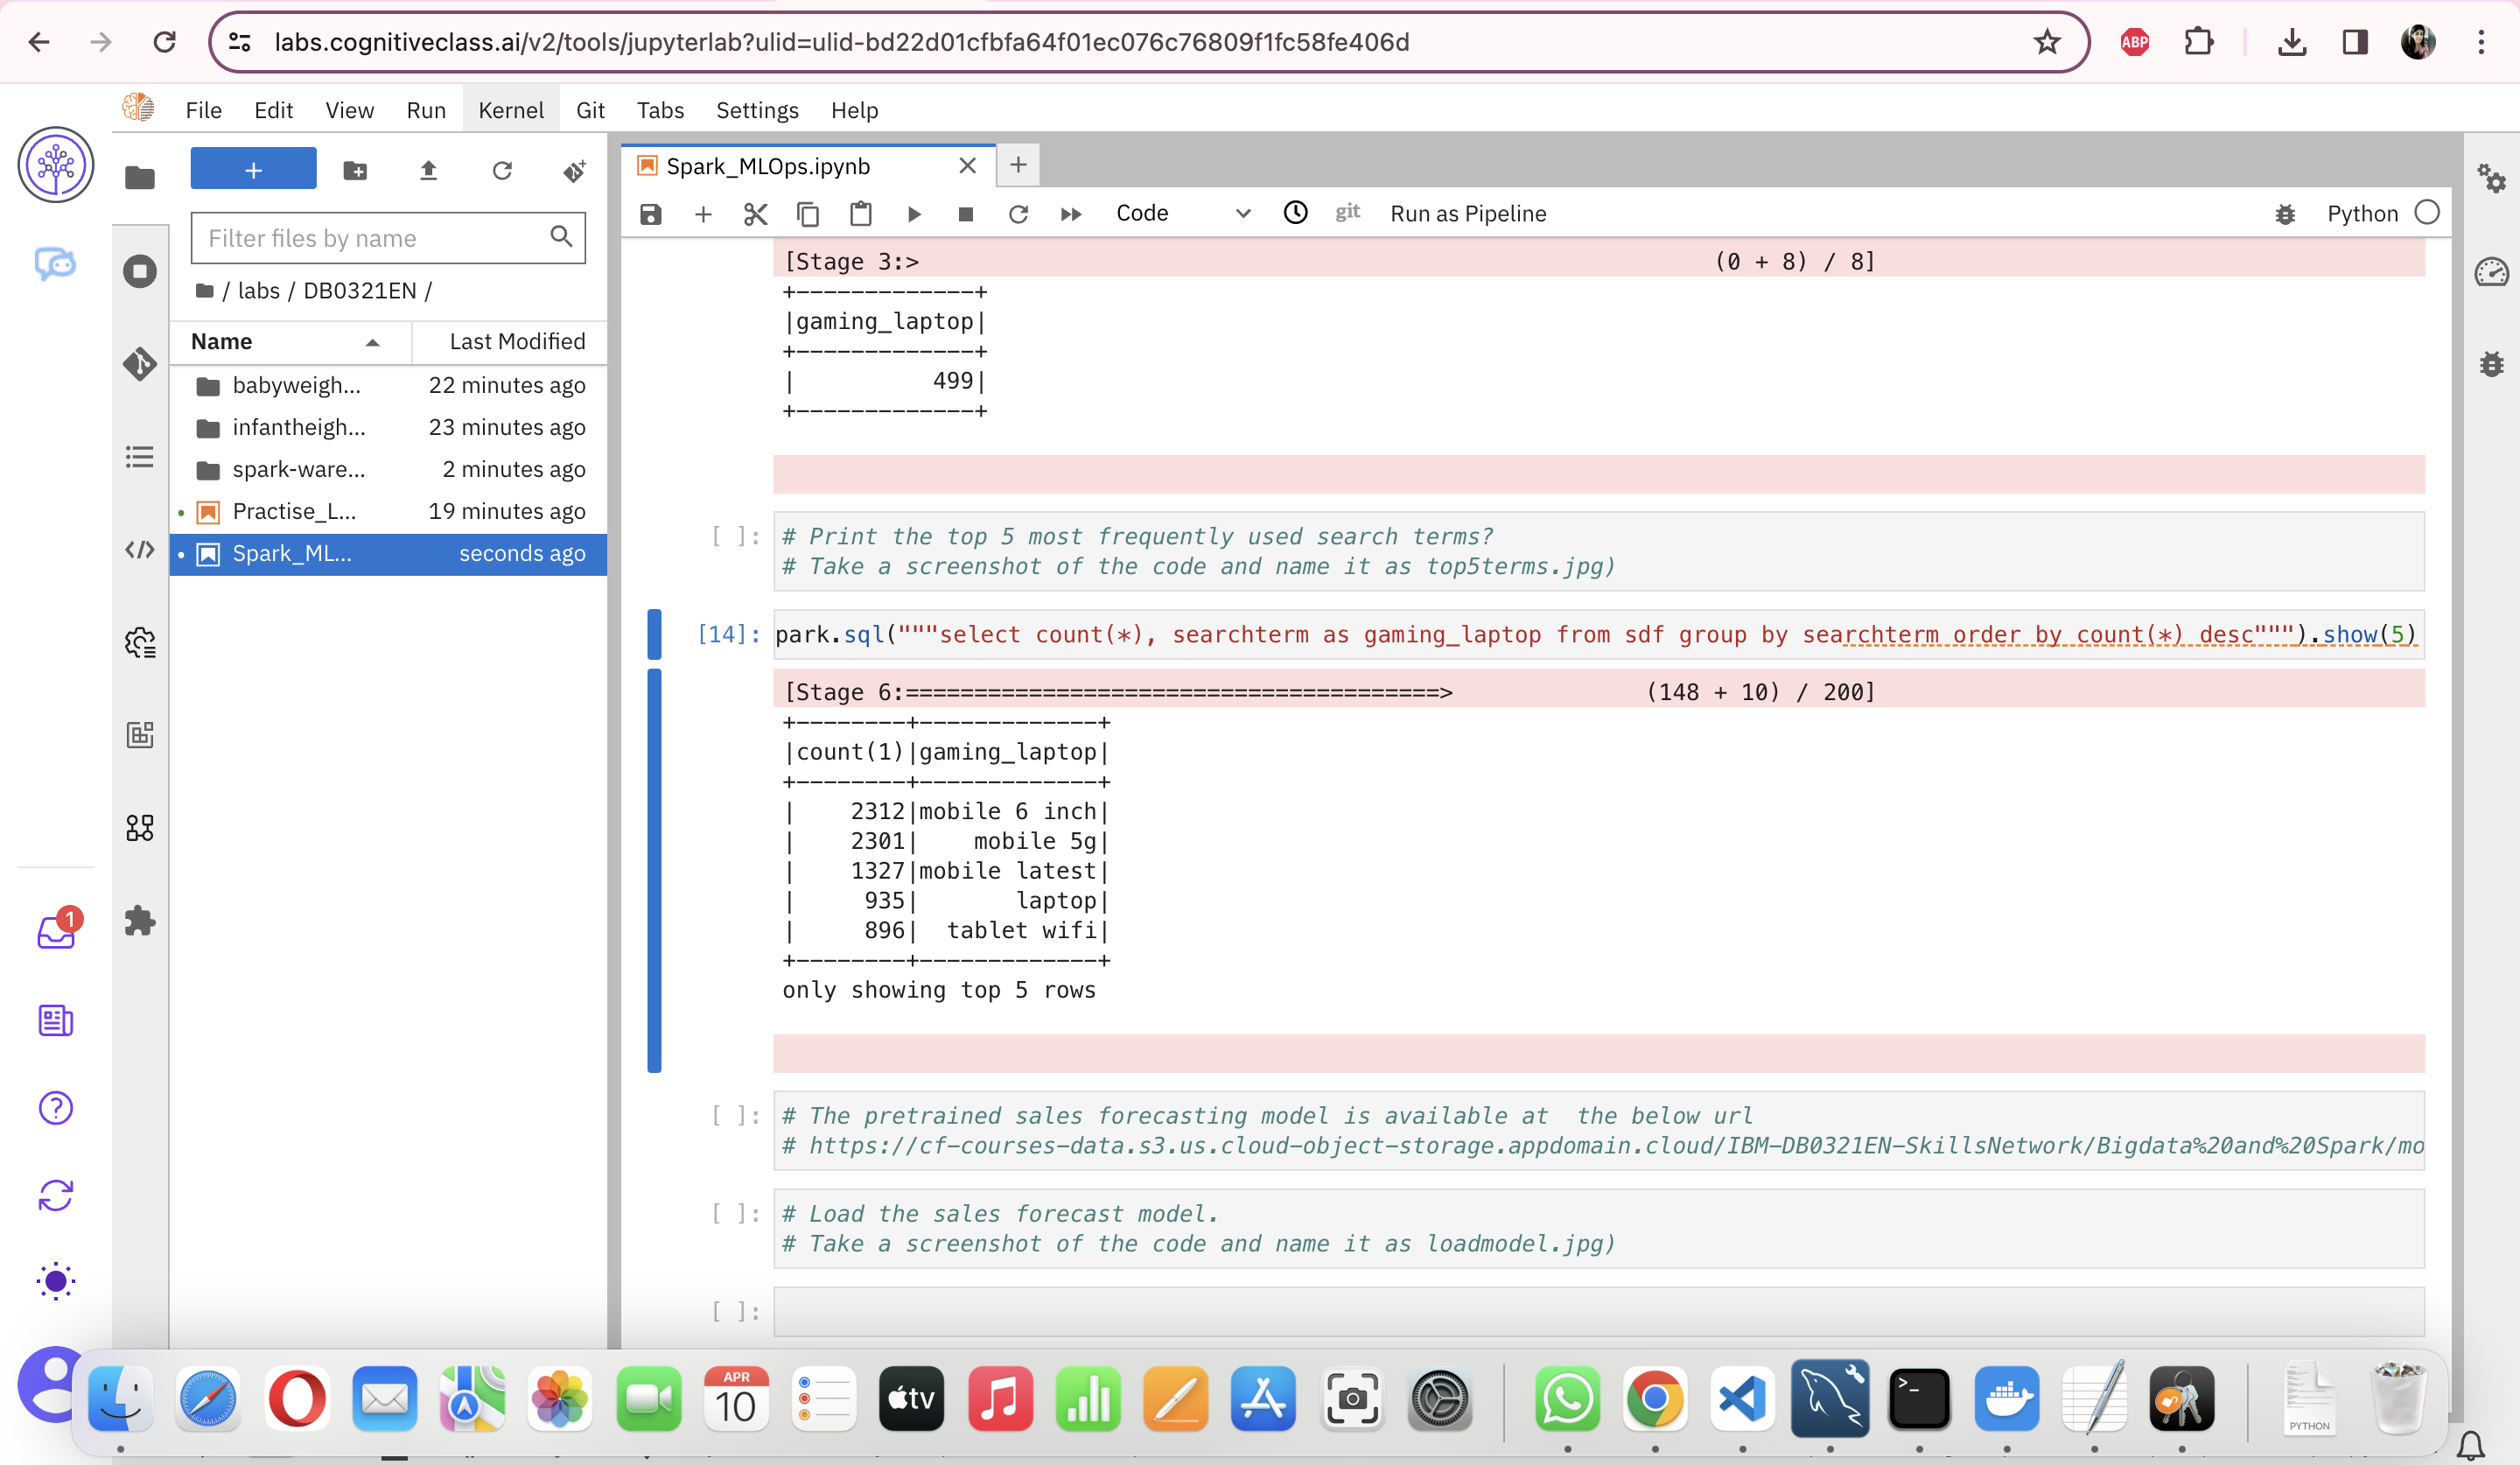 labs.cognitiveclass.ai/v2/tools/jupyterlab?ulid=ulid-bd22d01cfbfa64f01ec076c76809f1fc58fe406d
ABP
File Edit View Run Kernel Git Tabs Settings Help
+
Filter files by name
/ labs / DB0321EN /
Name Last Modified
babyweigh... 22 minutes ago
infantheigh... 23 minutes ago
spark-ware... 2 minutes ago
Practise_L... 19 minutes ago
Spark_ML... seconds ago
1
Spark_MLOps.ipynb
Code git Run as Pipeline Python
[Stage 3:> (0 + 8) / 8]
+-------------+
|gaming_laptop|
+-------------+
|          499|
+-------------+
[ ]: # Print the top 5 most frequently used search terms?
# Take a screenshot of the code and name it as top5terms.jpg)
[14]: park.sql("""select count(*), searchterm as gaming_laptop from sdf group by searchterm order by count(*) desc""").show(5)
[Stage 6:=======================================> (148 + 10) / 200]
+--------+-------------+
|count(1)|gaming_laptop|
+--------+-------------+
|    2312|mobile 6 inch|
|    2301|    mobile 5g|
|    1327|mobile latest|
|     935|       laptop|
|     896|  tablet wifi|
+--------+-------------+
only showing top 5 rows
[ ]: # The pretrained sales forecasting model is available at  the below url
# https://cf-courses-data.s3.us.cloud-object-storage.appdomain.cloud/IBM-DB0321EN-SkillsNetwork/Bigdata%20and%20Spark/mo
[ ]: # Load the sales forecast model.
# Take a screenshot of the code and name it as loadmodel.jpg)
[ ]:
APR
10
tv
PYTHON